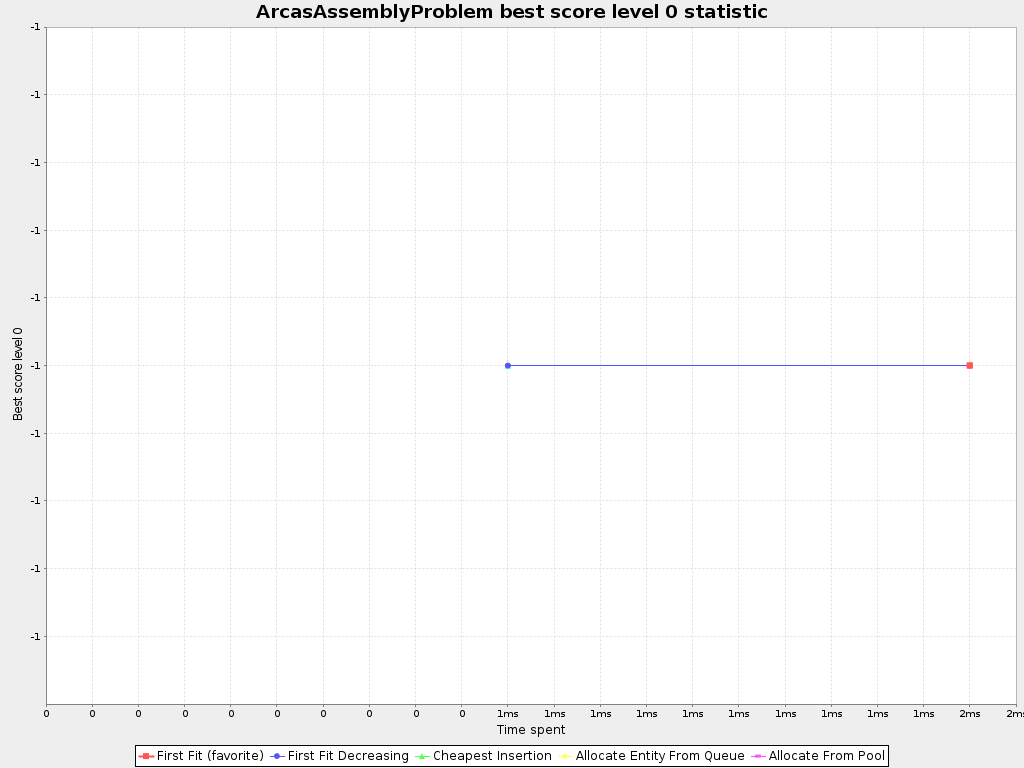 ArcasAssemblyProblem best score level 0 statistic
-1
-1
-1
-1
-1
-1
-1
-1
-1
-1
Best score level 0
0 0 0 0 0 0 0 0 0 0 1ms 1ms 1ms 1ms 1ms 1ms 1ms 1ms 1ms 1ms 2ms 2ms
Time spent
First Fit (favorite) First Fit Decreasing Cheapest Insertion Allocate Entity From Queue Allocate From Pool